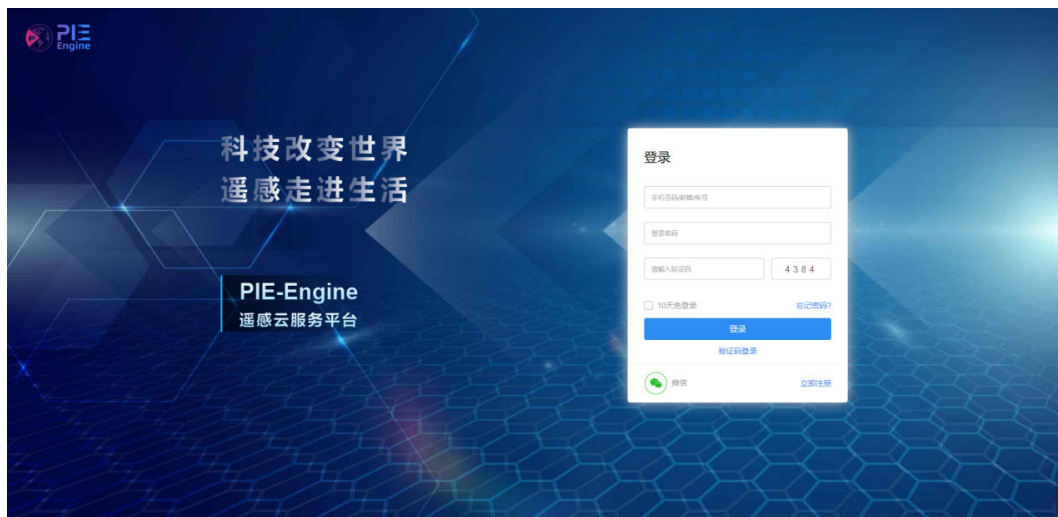 PIE
Engine
科技改变世界
遥感走进生活
PIE-Engine
遥感云服务平台
登录
手机号码/邮箱/帐号
登录密码
请输入验证码
4384
10天免登录
忘记密码?
登录
验证码登录
微信
立即注册